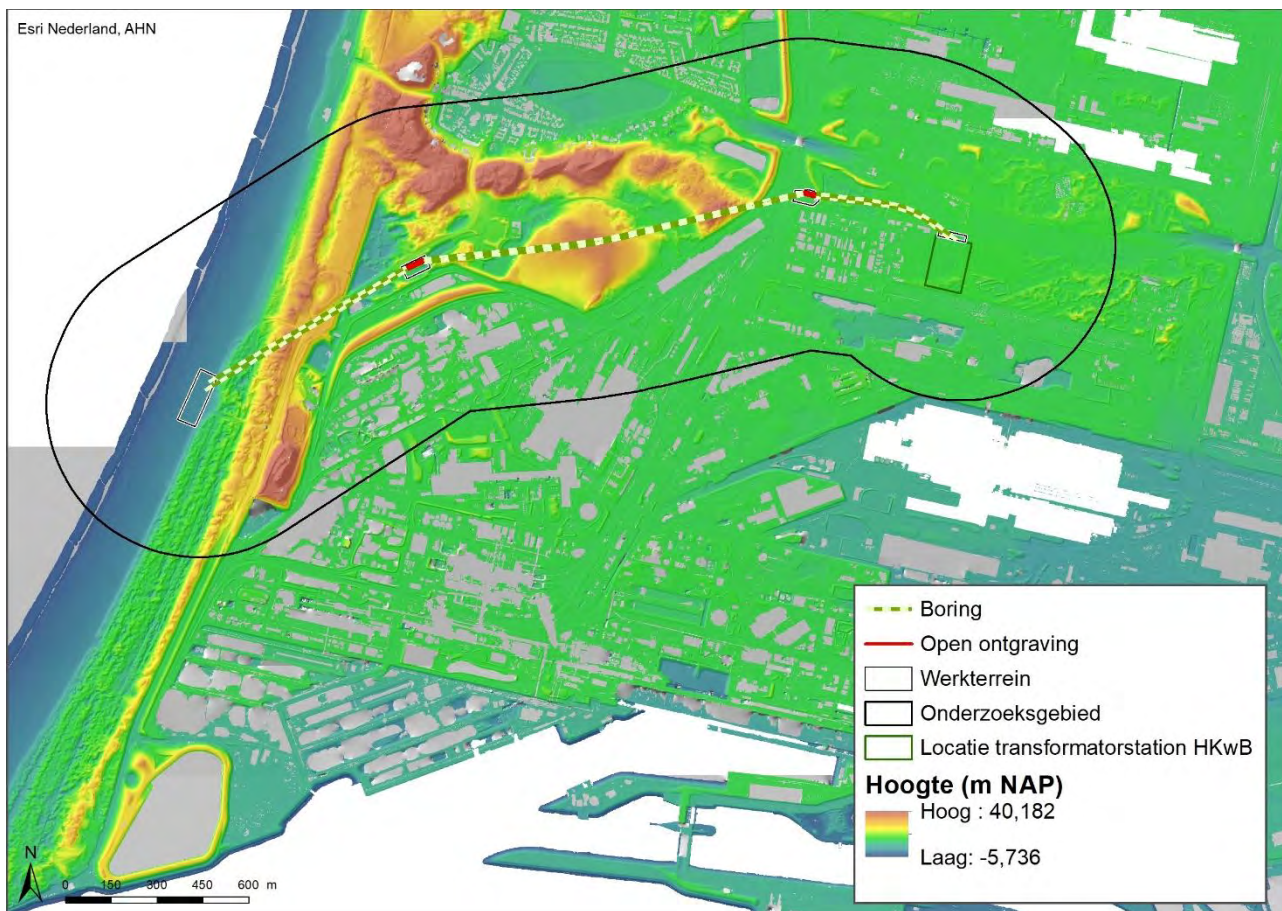 Esri Nederland, AHN
Boring
Open ontgraving
Werkterrein
Onderzoeksgebied
Locatie transformatorstation HKwB
Hoogte (m NAP)
Hoog : 40,182
Laag: -5,736
N
0 150 300 450 600 m